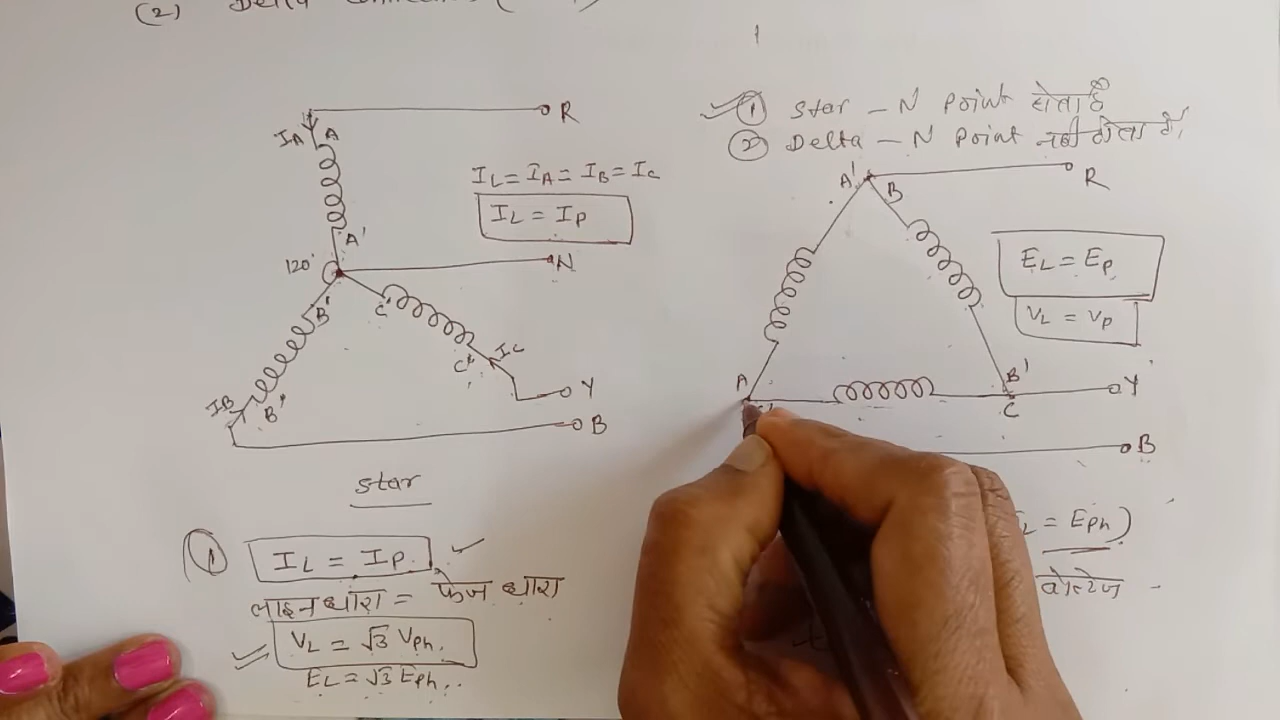 (2) Delta
① Star - N Point होता है
② Delta - N Point नही होता है।
R
IA A
IL = IA = IB = IC
IL = IP
A'
120°
N
B' C'
IC
C"
Y
IB B"
B
star
A' B
R
EL = EP
VL = VP
A
B'
C
Y
B
① IL = IP.
लाइन धारा = फेज धारा
VL = √3 Vph.
EL = √3 Eph..
L = Eph)
वोल्टेज -